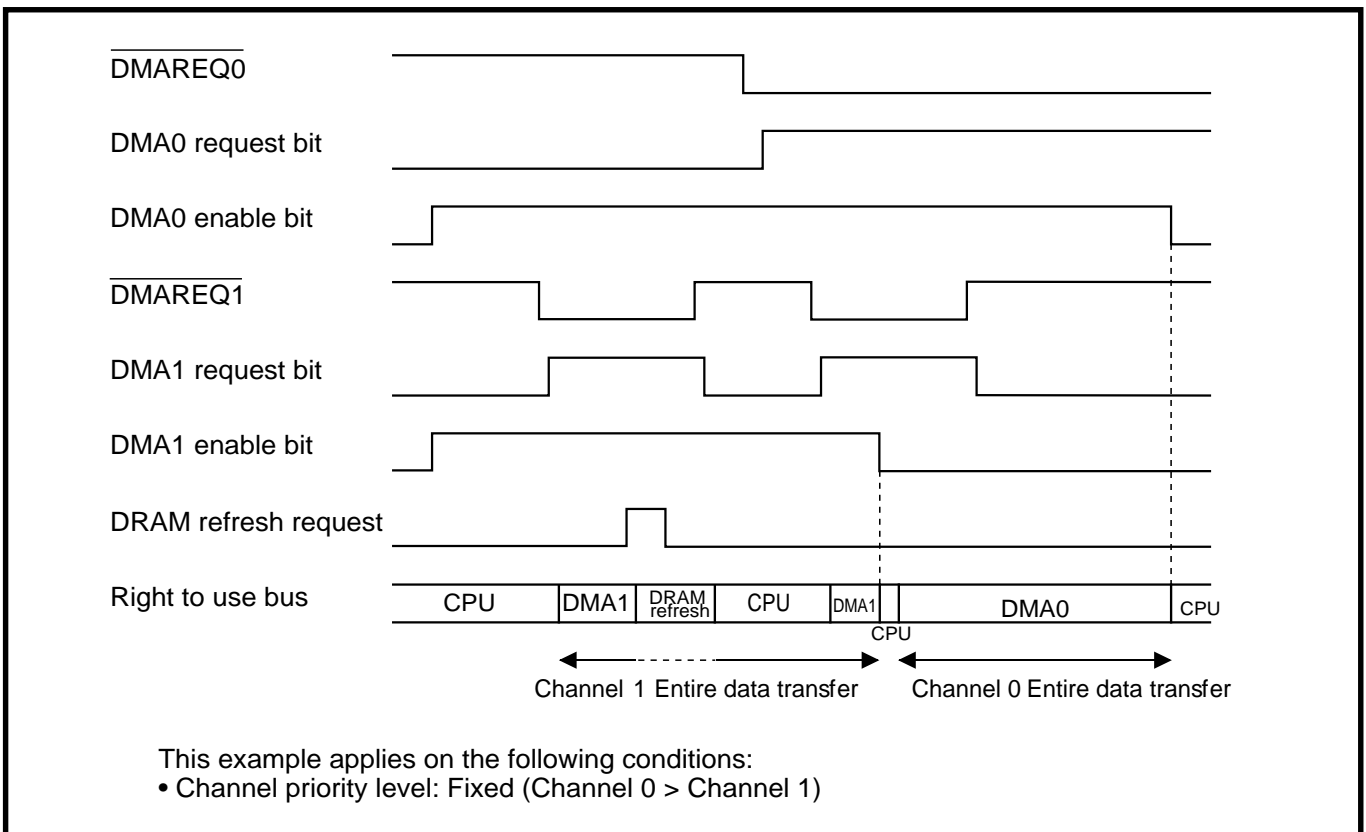 DMAREQ0
DMA0 request bit
DMA0 enable bit
DMAREQ1
DMA1 request bit
DMA1 enable bit
DRAM refresh request
Right to use bus
CPU
DMA1
DRAM
refresh
CPU
DMA1
CPU
DMA0
CPU
Channel 1 Entire data transfer
Channel 0 Entire data transfer
This example applies on the following conditions:
• Channel priority level: Fixed (Channel 0 > Channel 1)